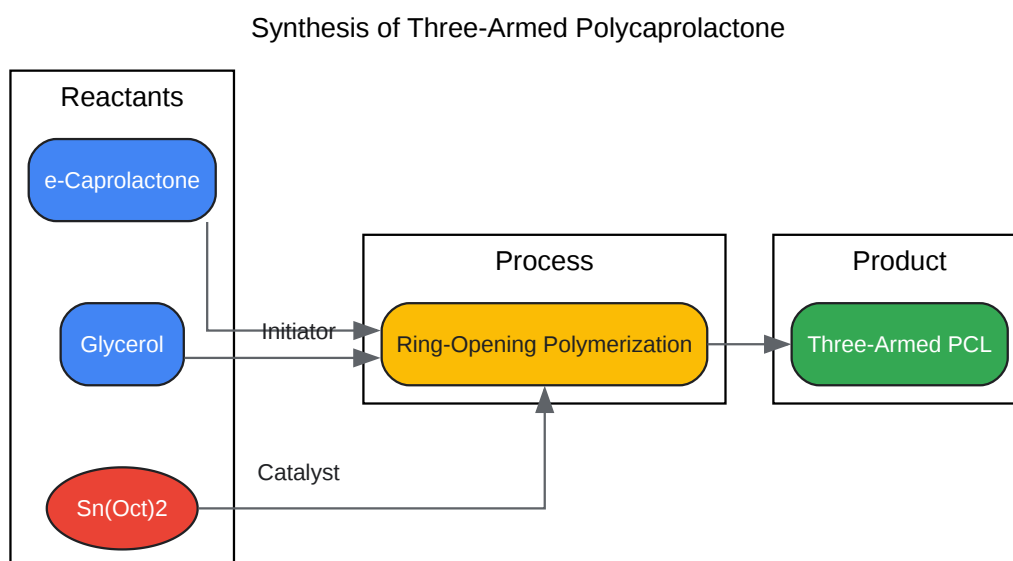 Synthesis of Three-Armed Polycaprolactone
Reactants
e-Caprolactone
Glycerol
Sn(Oct)2
Initiator
Catalyst
Process
Ring-Opening Polymerization
Product
Three-Armed PCL